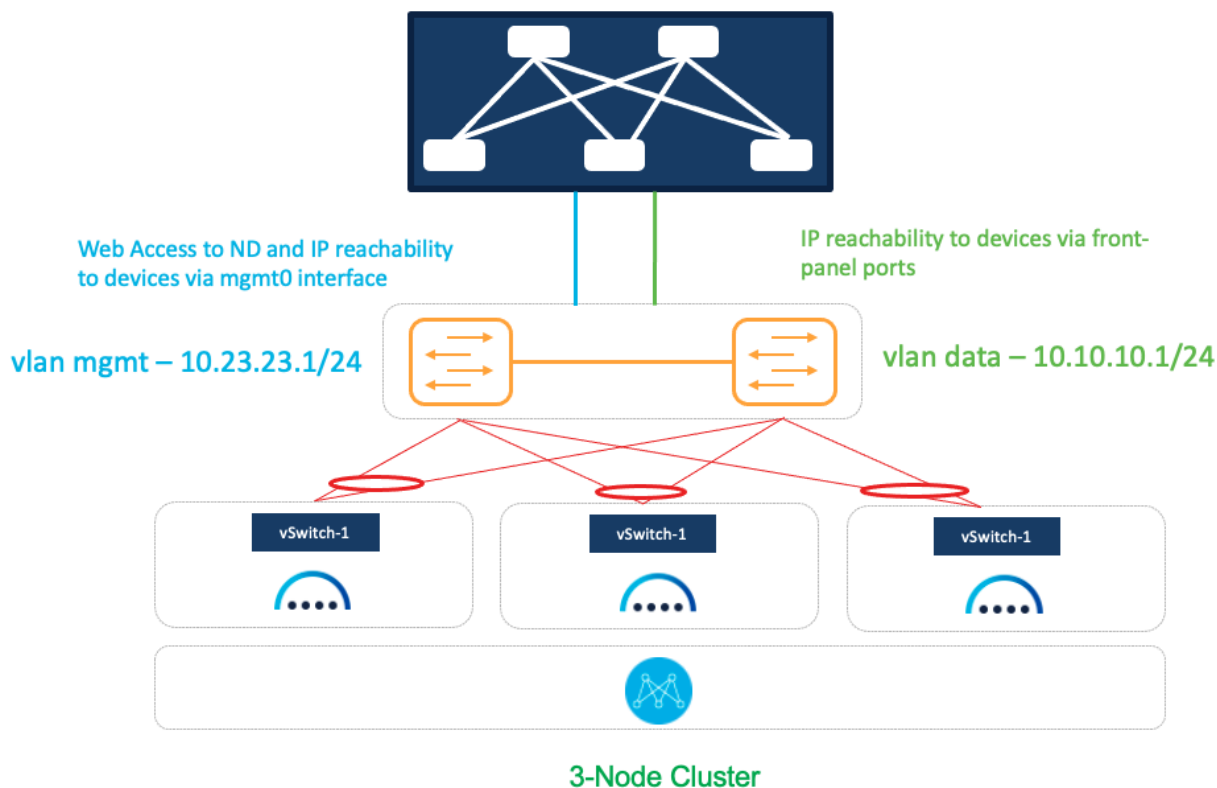 Web Access to ND and IP reachability
to devices via mgmt0 interface
IP reachability to devices via front-
panel ports
vlan mgmt – 10.23.23.1/24
vlan data – 10.10.10.1/24
vSwitch-1
vSwitch-1
vSwitch-1
3-Node Cluster